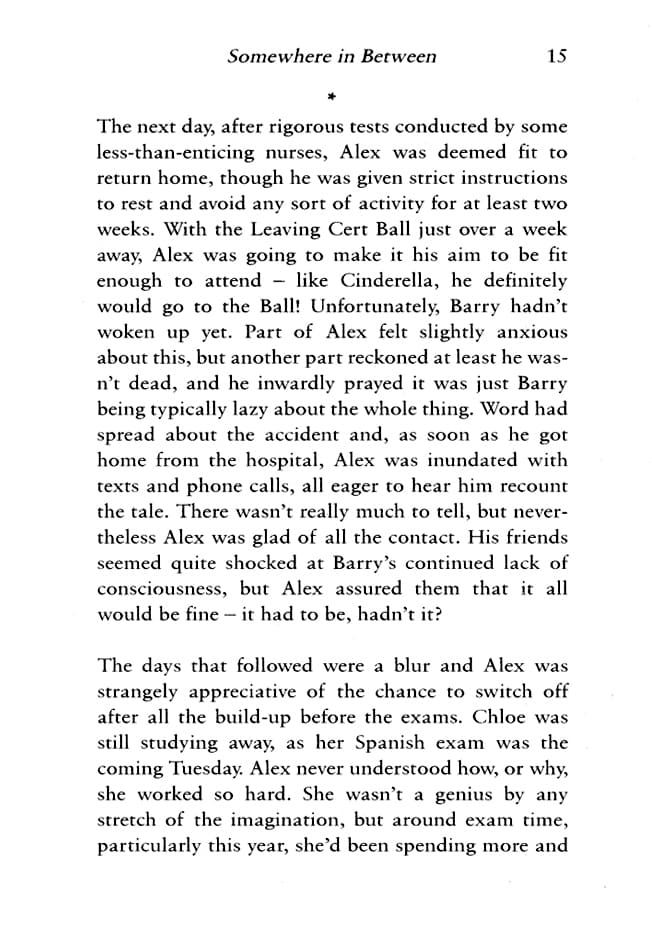 Somewhere in Between 15
*
The next day, after rigorous tests conducted by some
less-than-enticing nurses, Alex was deemed fit to
return home, though he was given strict instructions
to rest and avoid any sort of activity for at least two
weeks. With the Leaving Cert Ball just over a week
away, Alex was going to make it his aim to be fit
enough to attend – like Cinderella, he definitely
would go to the Ball! Unfortunately, Barry hadn't
woken up yet. Part of Alex felt slightly anxious
about this, but another part reckoned at least he was-
n't dead, and he inwardly prayed it was just Barry
being typically lazy about the whole thing. Word had
spread about the accident and, as soon as he got
home from the hospital, Alex was inundated with
texts and phone calls, all eager to hear him recount
the tale. There wasn't really much to tell, but never-
theless Alex was glad of all the contact. His friends
seemed quite shocked at Barry's continued lack of
consciousness, but Alex assured them that it all
would be fine – it had to be, hadn't it?
The days that followed were a blur and Alex was
strangely appreciative of the chance to switch off
after all the build-up before the exams. Chloe was
still studying away, as her Spanish exam was the
coming Tuesday. Alex never understood how, or why,
she worked so hard. She wasn't a genius by any
stretch of the imagination, but around exam time,
particularly this year, she'd been spending more and